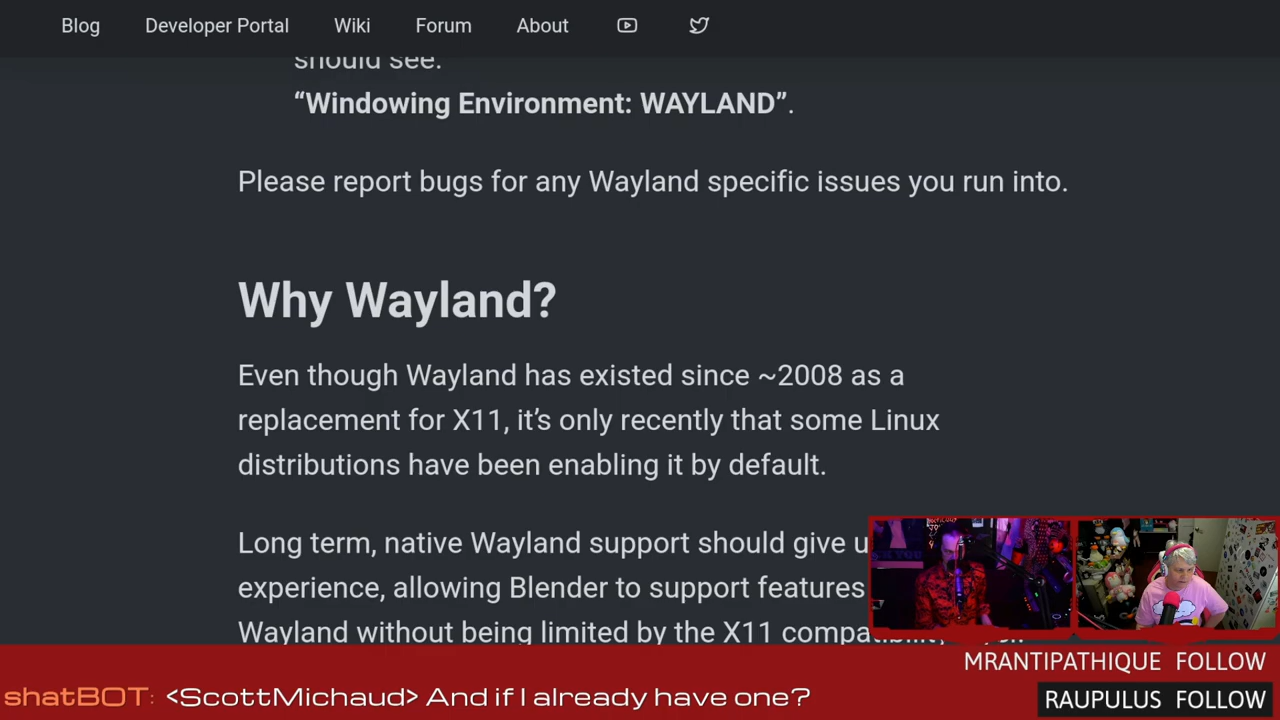 Blog Developer Portal Wiki Forum About
should see.
“Windowing Environment: WAYLAND”.
Please report bugs for any Wayland specific issues you run into.
Why Wayland?
Even though Wayland has existed since ~2008 as a
replacement for X11, it’s only recently that some Linux
distributions have been enabling it by default.
Long term, native Wayland support should give
experience, allowing Blender to support features
Wayland without being limited by the X11
MRANTIPATHIQUE FOLLOW
shatBOT: <ScottMichaud> And if I already have one?
RAUPULUS FOLLOW